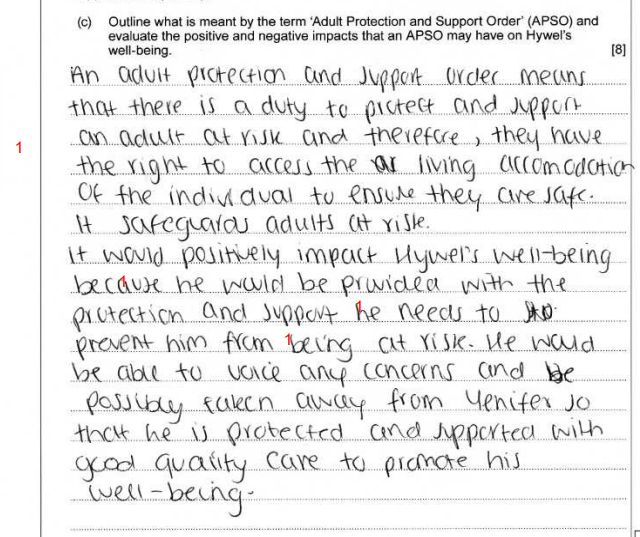 (c) Outline what is meant by the term 'Adult Protection and Support Order' (APSO) and
evaluate the positive and negative impacts that an APSO may have on Hywel's
well-being.
[8]
An adult protection and support order means
that there is a duty to protect and support
an adult at risk and therefore, they have
1
the right to access the living accomodation
of the individual to ensure they are safe.
It safeguards adults at risk.
It would positively impact Hywel's well-being
because he would be provided with the
protection and support he needs to
prevent him from being at risk. He would
1
be able to voice any concerns and be
possibly taken away from Yenifer so
that he is protected and supported with
good quality care to promote his
well-being.